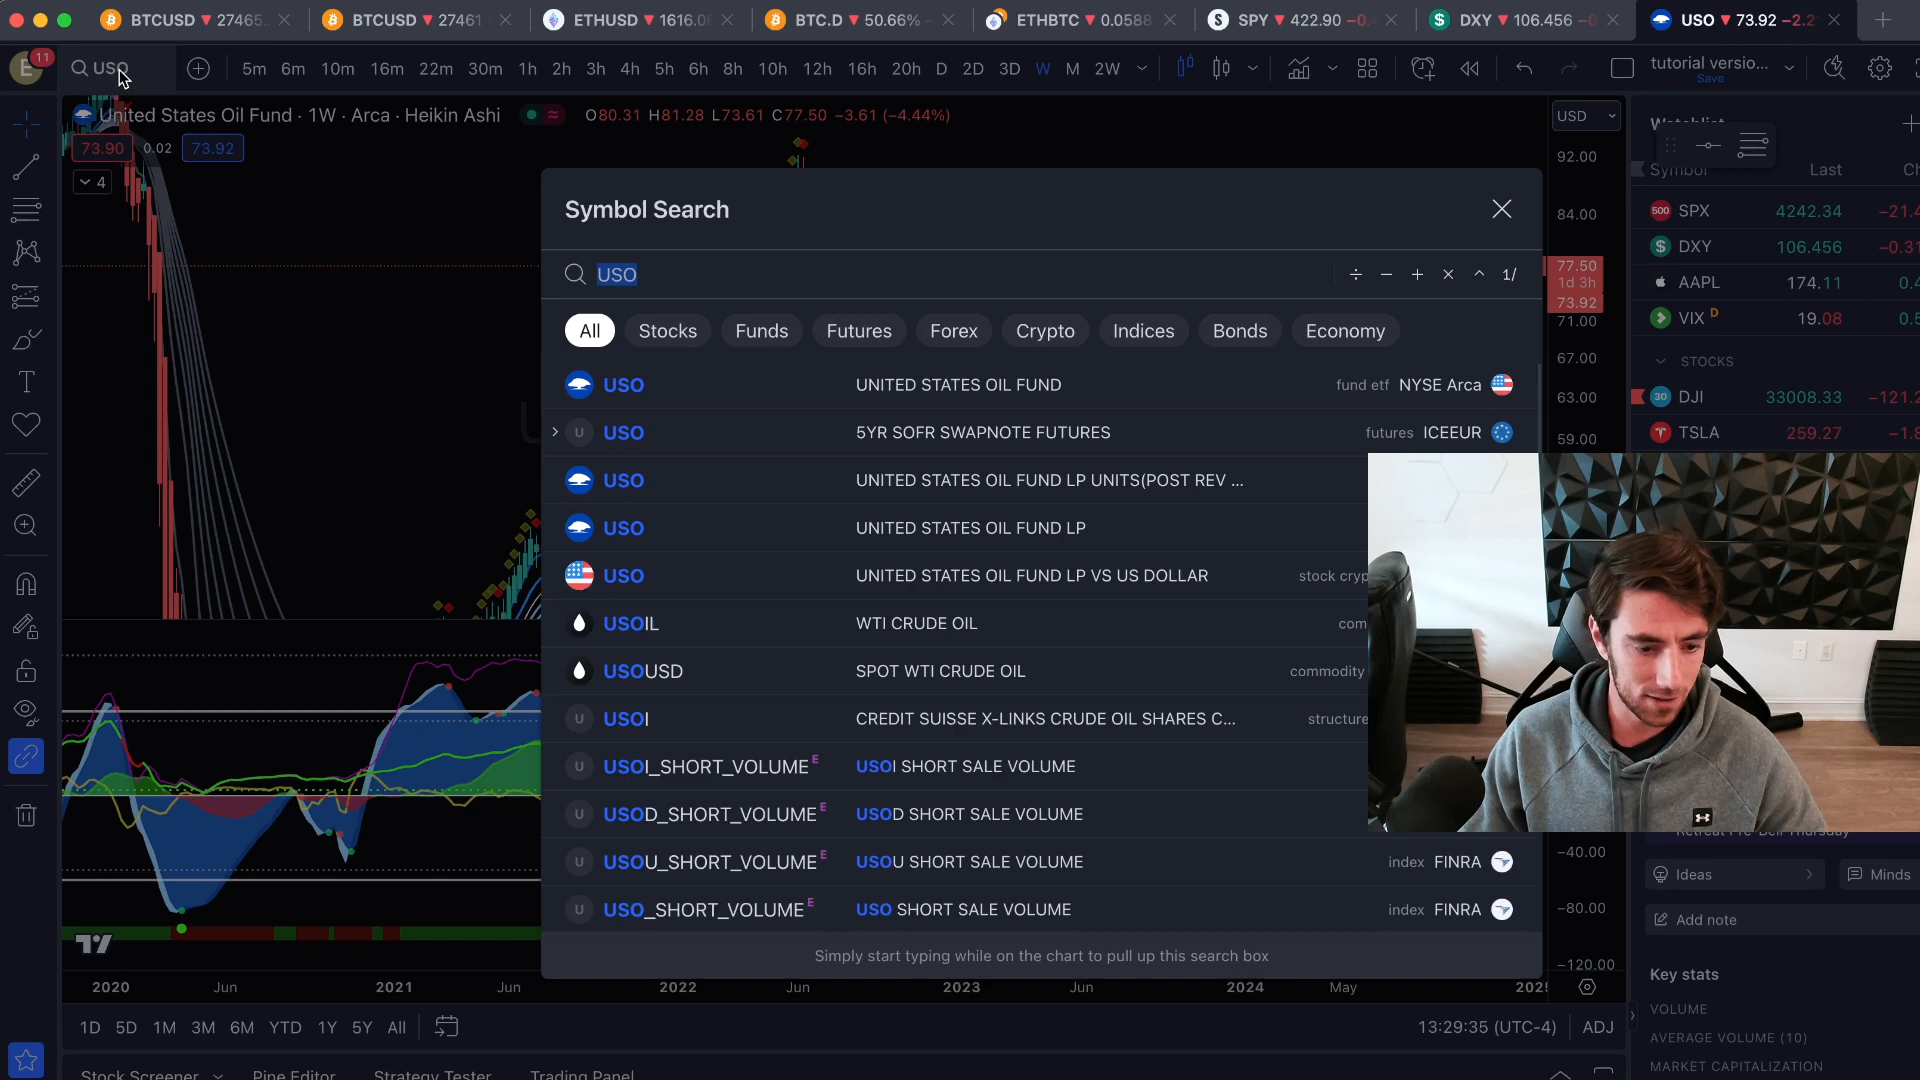 BTCUSD ▼ 27465.
BTCUSD ▼ 27461
ETHUSD ▼ 1616.0
BTC.D ▼ 50.66%
ETHBTC ▼ 0.0588
SPY ▼ 422.90 −0.
DXY ▼ 106.456 −0
USO ▼ 73.92 −2.2
E 11
USO
5m 6m 10m 16m 22m 30m 1h 2h 3h 4h 5h 6h 8h 10h 12h 16h 20h D 2D 3D W M 2W
tutorial versio...
Save
United States Oil Fund · 1W · Arca · Heikin Ashi
O80.31 H81.28 L73.61 C77.50 −3.61 (−4.44%)
USD
73.90 0.02 73.92
4
92.00
84.00
77.50
1d 3h
73.92
71.00
67.00
63.00
59.00
Watchlist
Symbol Last Ch
500 SPX 4242.34 −21.4
DXY 106.456 −0.31
AAPL 174.11 0.4
VIX D 19.08 0.5
STOCKS
30 DJI 33008.33 −121.2
TSLA 259.27 −1.8
Symbol Search
USO
÷ − + × ^ 1/
All Stocks Funds Futures Forex Crypto Indices Bonds Economy
USO UNITED STATES OIL FUND fund etf NYSE Arca
U USO 5YR SOFR SWAPNOTE FUTURES futures ICEEUR
USO UNITED STATES OIL FUND LP UNITS(POST REV ...
USO UNITED STATES OIL FUND LP
USO UNITED STATES OIL FUND LP VS US DOLLAR stock cryp
USOIL WTI CRUDE OIL com
USOUSD SPOT WTI CRUDE OIL commodity
U USOI CREDIT SUISSE X-LINKS CRUDE OIL SHARES C... structure
U USOI_SHORT_VOLUME E USOI SHORT SALE VOLUME
U USOD_SHORT_VOLUME E USOD SHORT SALE VOLUME
U USOU_SHORT_VOLUME E USOU SHORT SALE VOLUME index FINRA
U USO_SHORT_VOLUME E USO SHORT SALE VOLUME index FINRA
Simply start typing while on the chart to pull up this search box
−40.00
−80.00
−120.00
Ideas Minds
Add note
Key stats
VOLUME
AVERAGE VOLUME (10)
MARKET CAPITALIZATION
2020 Jun 2021 Jun 2022 Jun 2023 Jun 2024 May 202
1D 5D 1M 3M 6M YTD 1Y 5Y All
13:29:35 (UTC-4) ADJ
Stock Screener Pine Editor Strategy Tester Trading Panel